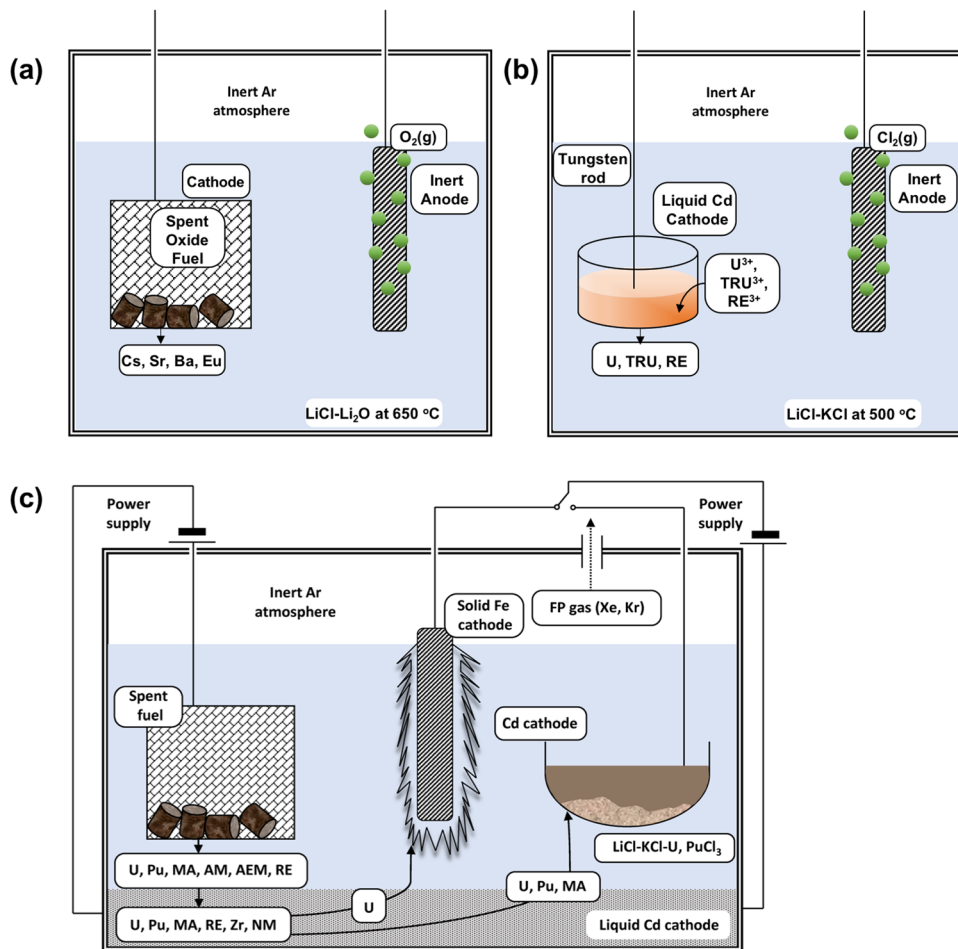 (a)
Inert Ar
atmosphere
O₂(g)
Inert
Anode
Cathode
Spent
Oxide
Fuel
Cs, Sr, Ba, Eu
LiCl-Li₂O at 650 °C
(b)
Inert Ar
atmosphere
Cl₂(g)
Inert
Anode
Tungsten
rod
Liquid Cd
Cathode
U³⁺,
TRU³⁺,
RE³⁺
U, TRU, RE
LiCl-KCl at 500 °C
(c)
Power
supply
Power
supply
Inert Ar
atmosphere
Solid Fe
cathode
FP gas (Xe, Kr)
Spent
fuel
Cd cathode
LiCl-KCl-U, PuCl₃
U, Pu, MA, AM, AEM, RE
U, Pu, MA
U
U, Pu, MA, RE, Zr, NM
Liquid Cd cathode